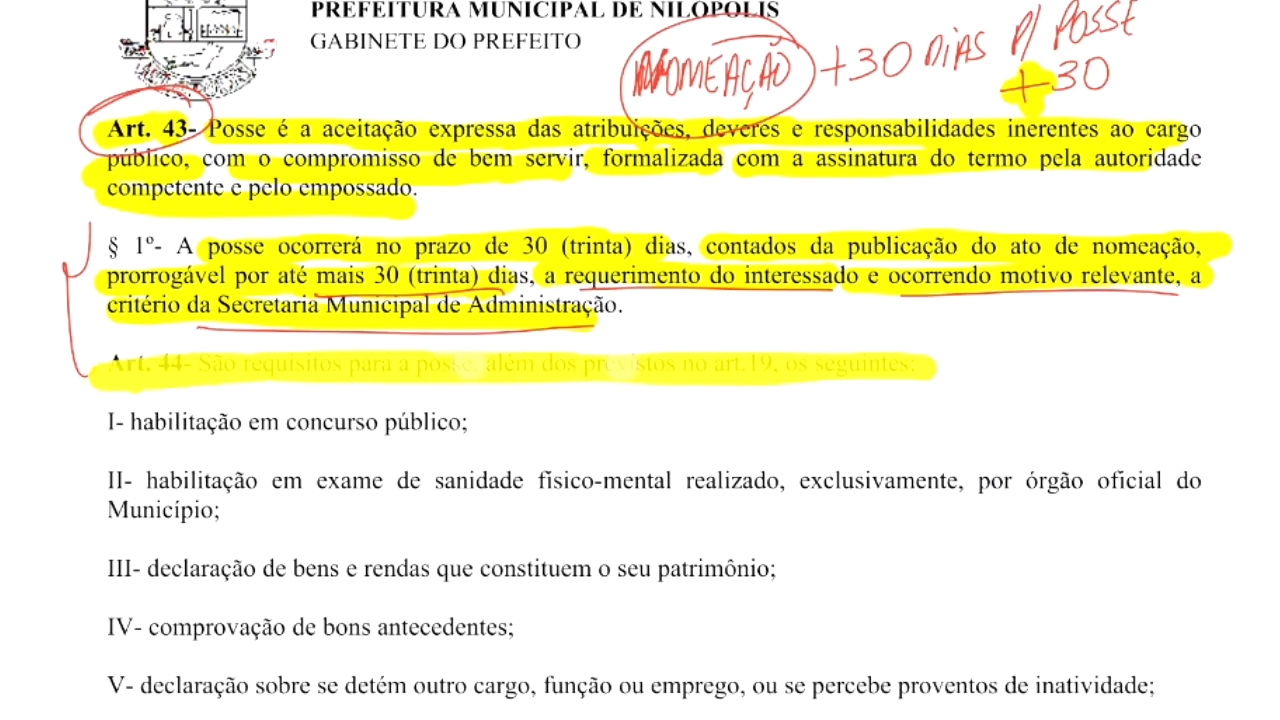 PREFEITURA MUNICIPAL DE NILÓPOLIS
GABINETE DO PREFEITO
NOMEAÇÃO +30 DIAS P/ POSSE
+30
Art. 43- Posse é a aceitação expressa das atribuições, deveres e responsabilidades inerentes ao cargo
público, com o compromisso de bem servir, formalizada com a assinatura do termo pela autoridade
competente e pelo empossado.
§ 1º- A posse ocorrerá no prazo de 30 (trinta) dias, contados da publicação do ato de nomeação,
prorrogável por até mais 30 (trinta) dias, a requerimento do interessado e ocorrendo motivo relevante, a
critério da Secretaria Municipal de Administração.
Art. 44- São requisitos para a posse, além dos previstos no art.19, os seguintes:
I- habilitação em concurso público;
II- habilitação em exame de sanidade físico-mental realizado, exclusivamente, por órgão oficial do
Município;
III- declaração de bens e rendas que constituem o seu patrimônio;
IV- comprovação de bons antecedentes;
V- declaração sobre se detém outro cargo, função ou emprego, ou se percebe proventos de inatividade;